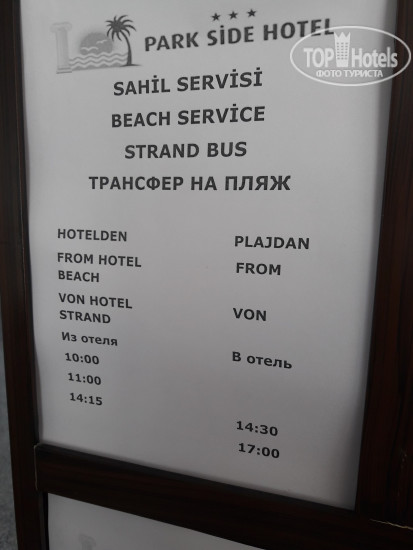 PARK SİDE HOTEL
TOP Hotels
ФОТО ТУРИСТА
SAHİL SERVİSİ
BEACH SERVİCE
STRAND BUS
ТРАНСФЕР НА ПЛЯЖ
HOTELDEN PLAJDAN
FROM HOTEL FROM
BEACH
VON HOTEL VON
STRAND
Из отеля В отель
10:00
11:00
14:15
14:30
17:00